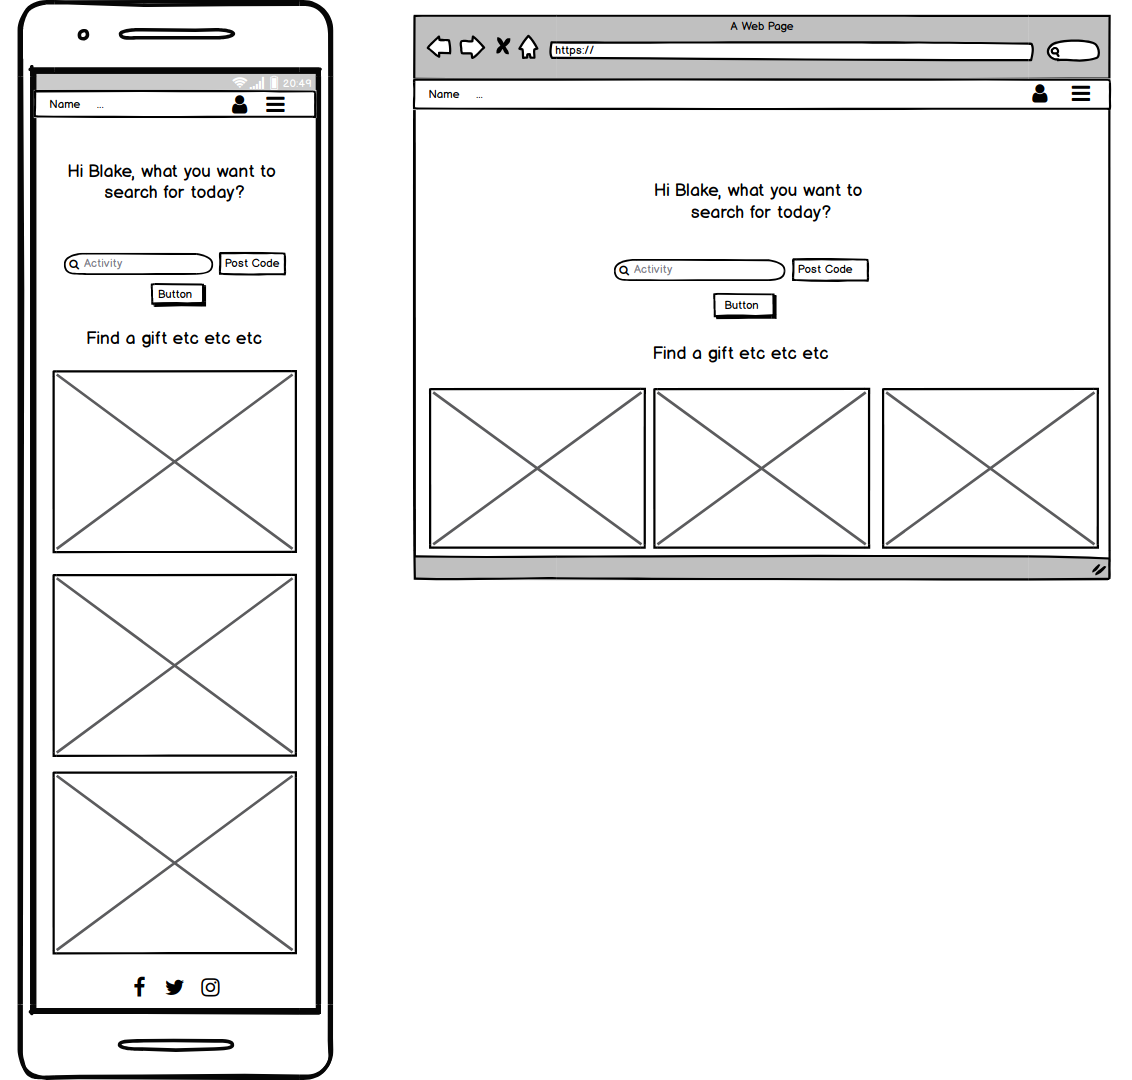 20:49
Name ...
Hi Blake, what you want to
search for today?
Activity
Post Code
Button
Find a gift etc etc etc
A Web Page
https://
Name ...
Hi Blake, what you want to
search for today?
Activity
Post Code
Button
Find a gift etc etc etc